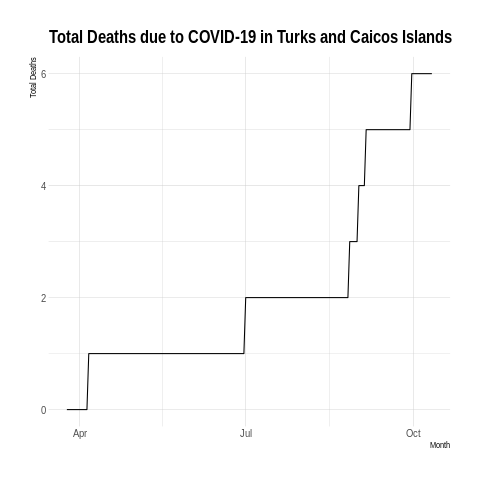 Total Deaths due to COVID-19 in Turks and Caicos Islands
Total Deaths
6
4
2
0
Apr Jul Oct
Month